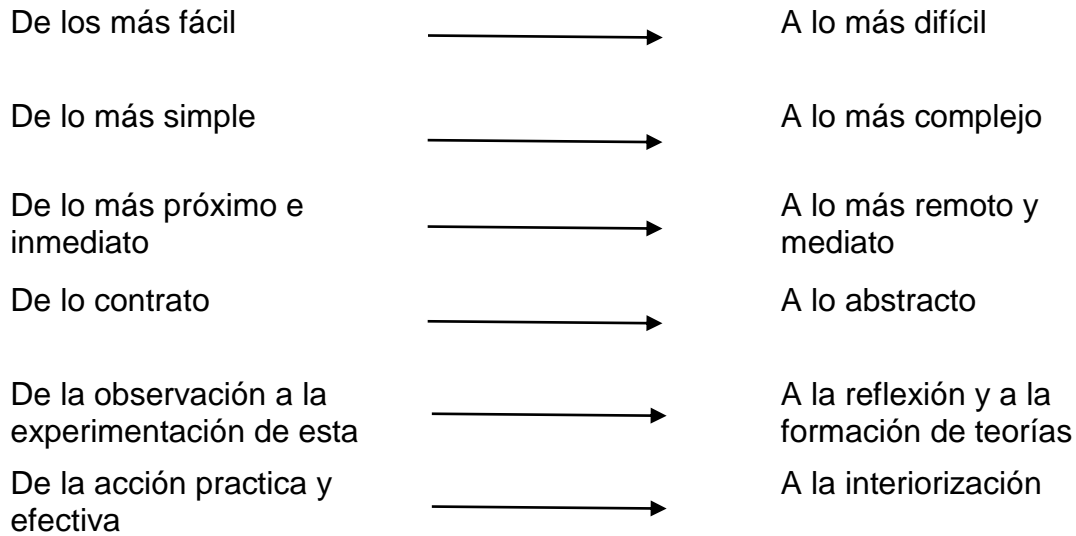 De los más fácil
A lo más difícil
De lo más simple
A lo más complejo
De lo más próximo e
inmediato
A lo más remoto y
mediato
De lo contrato
A lo abstracto
De la observación a la
experimentación de esta
A la reflexión y a la
formación de teorías
De la acción practica y
efectiva
A la interiorización